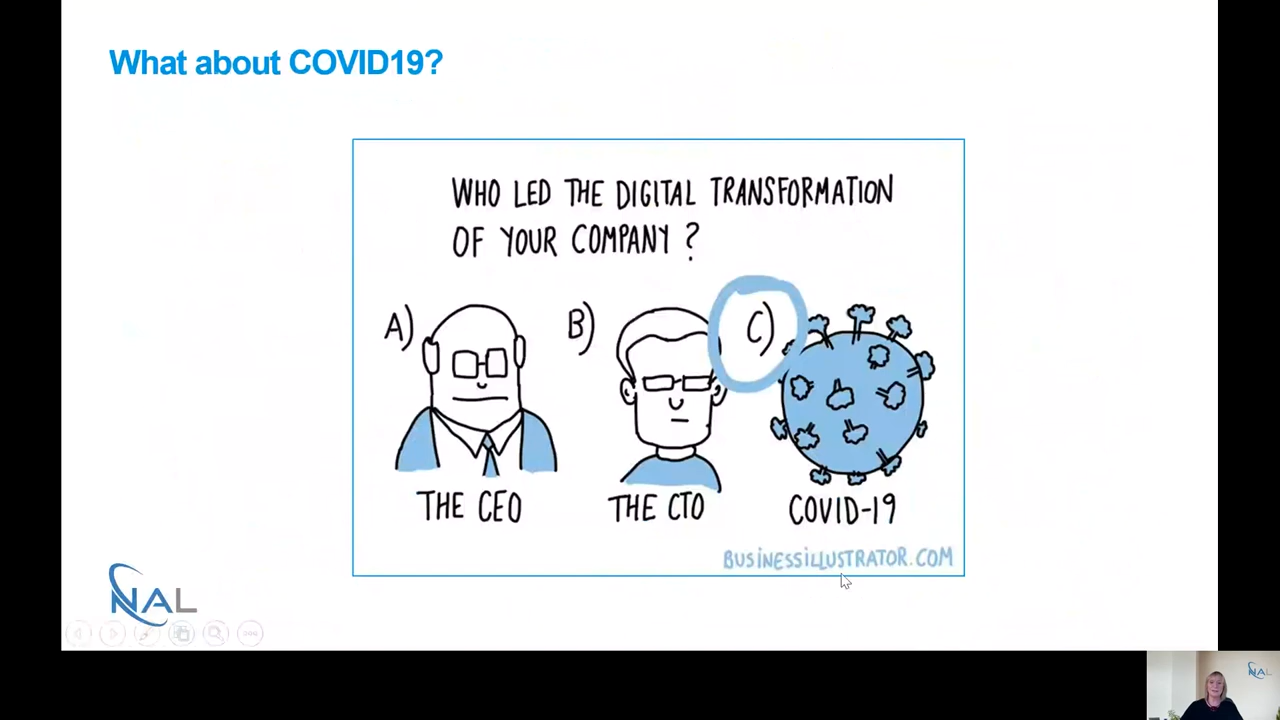 What about COVID19?
WHO LED THE DIGITAL TRANSFORMATION
OF YOUR COMPANY?
A)
B)
C)
THE CEO
THE CTO
COVID-19
BUSINESSILLUSTRATOR.COM
NAL
NAL